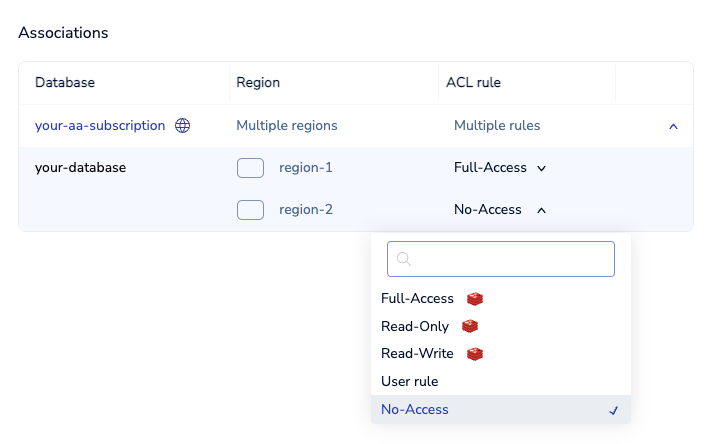 Associations
Database Region ACL rule
your-aa-subscription Multiple regions Multiple rules
your-database region-1 Full-Access
region-2 No-Access
Full-Access
Read-Only
Read-Write
User rule
No-Access